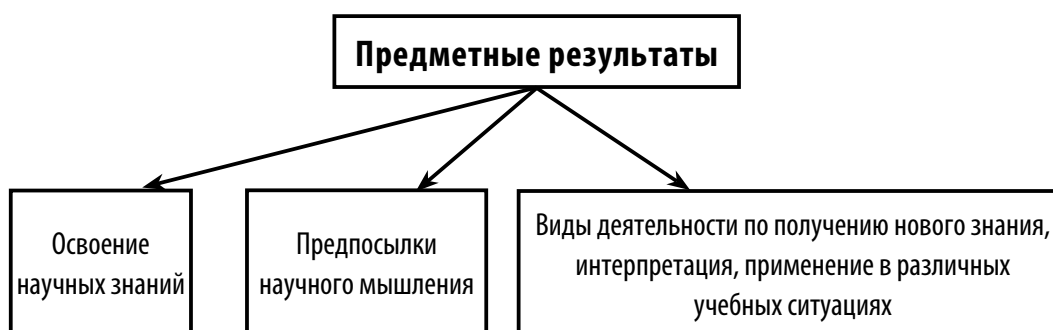 Предметные результаты
Освоение
научных знаний
Предпосылки
научного мышления
Виды деятельности по получению нового знания,
интерпретация, применение в различных
учебных ситуациях